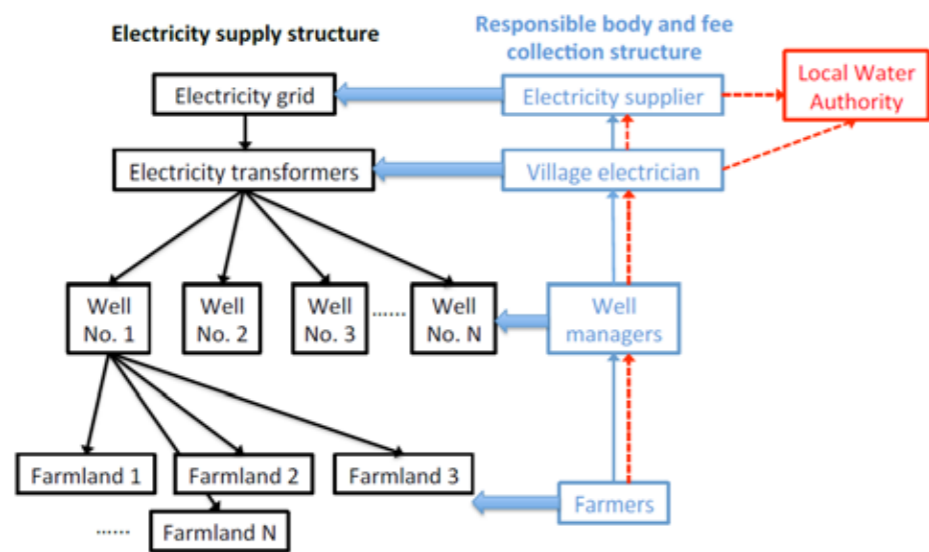 Electricity supply structure
Responsible body and fee
collection structure
Electricity grid
Electricity supplier
Local Water
Authority
Electricity transformers
Village electrician
Well
No. 1
Well
No. 2
Well
No. 3
......
Well
No. N
Well
managers
Farmland 1
Farmland 2
Farmland 3
Farmers
......
Farmland N